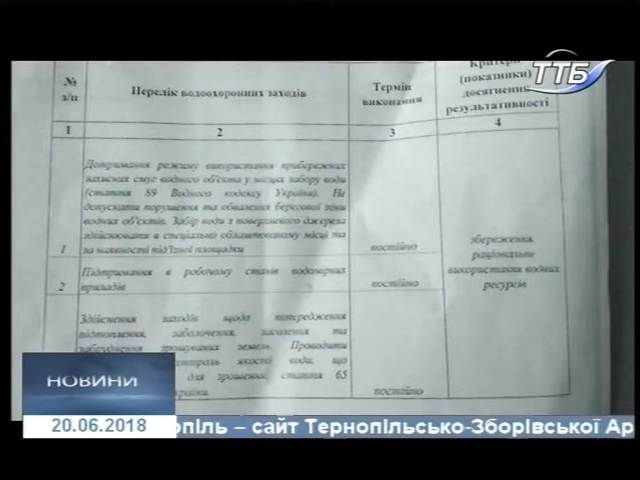 ТТБ
№
з/п
Перелік водоохоронних заходів
Термін
виконання
Критерії
(показники)
досягнення
результативності
1
2
3
4
1
Дотримання режиму використання прибережних
захисних смуг водного об'єкта у місцях забору води
(стаття 89 Водного кодексу України). Не
допускати порушення та обвалення берегової зони
водних об'єктів. Забір води з поверхневого джерела
здійснювати в спеціально облаштованому місці та
за наявності під'їзної площадки
постійно
збереження,
раціональне
використання водних
ресурсів
2
Підтримання в робочому стані водомірних
приладів
постійно
Здійснення заходів щодо попередження
підтоплення, заболочення, засолення та
забруднення зрошуваних земель. Проводити
контроль якості води, що
для зрошення, стаття 65
України.
постійно
НОВИНИ
20.06.2018
опіль – сайт Тернопільсько-Зборівської Ар